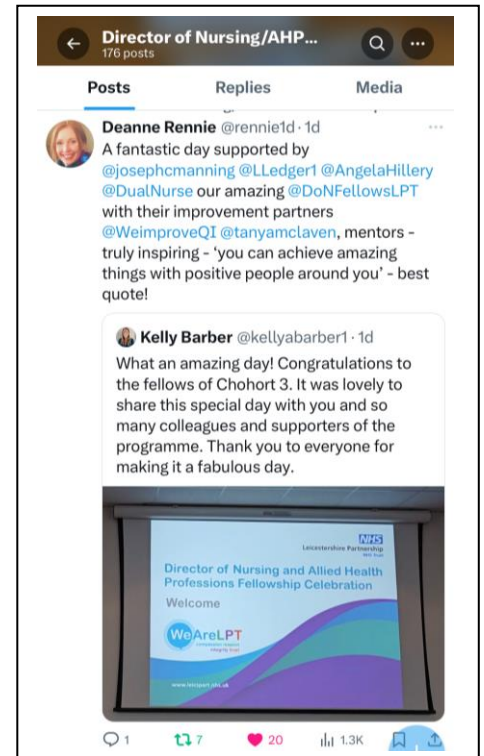 Director of Nursing/AHP...
176 posts
Posts Replies Media
Deanne Rennie @rennie1d · 1d
A fantastic day supported by
@josephcmanning @LLedger1 @AngelaHillery
@DualNurse our amazing @DoNFellowsLPT
with their improvement partners
@WeimproveQI @tanyamclaven, mentors -
truly inspiring - ‘you can achieve amazing
things with positive people around you’ - best
quote!
Kelly Barber @kellyabarber1 · 1d
What an amazing day! Congratulations to
the fellows of Chohort 3. It was lovely to
share this special day with you and so
many colleagues and supporters of the
programme. Thank you to everyone for
making it a fabulous day.
NHS
Leicestershire Partnership
NHS Trust
Director of Nursing and Allied Health
Professions Fellowship Celebration
Welcome
WeAreLPT
www.leicspart.nhs.uk
1 7 20 1.3K